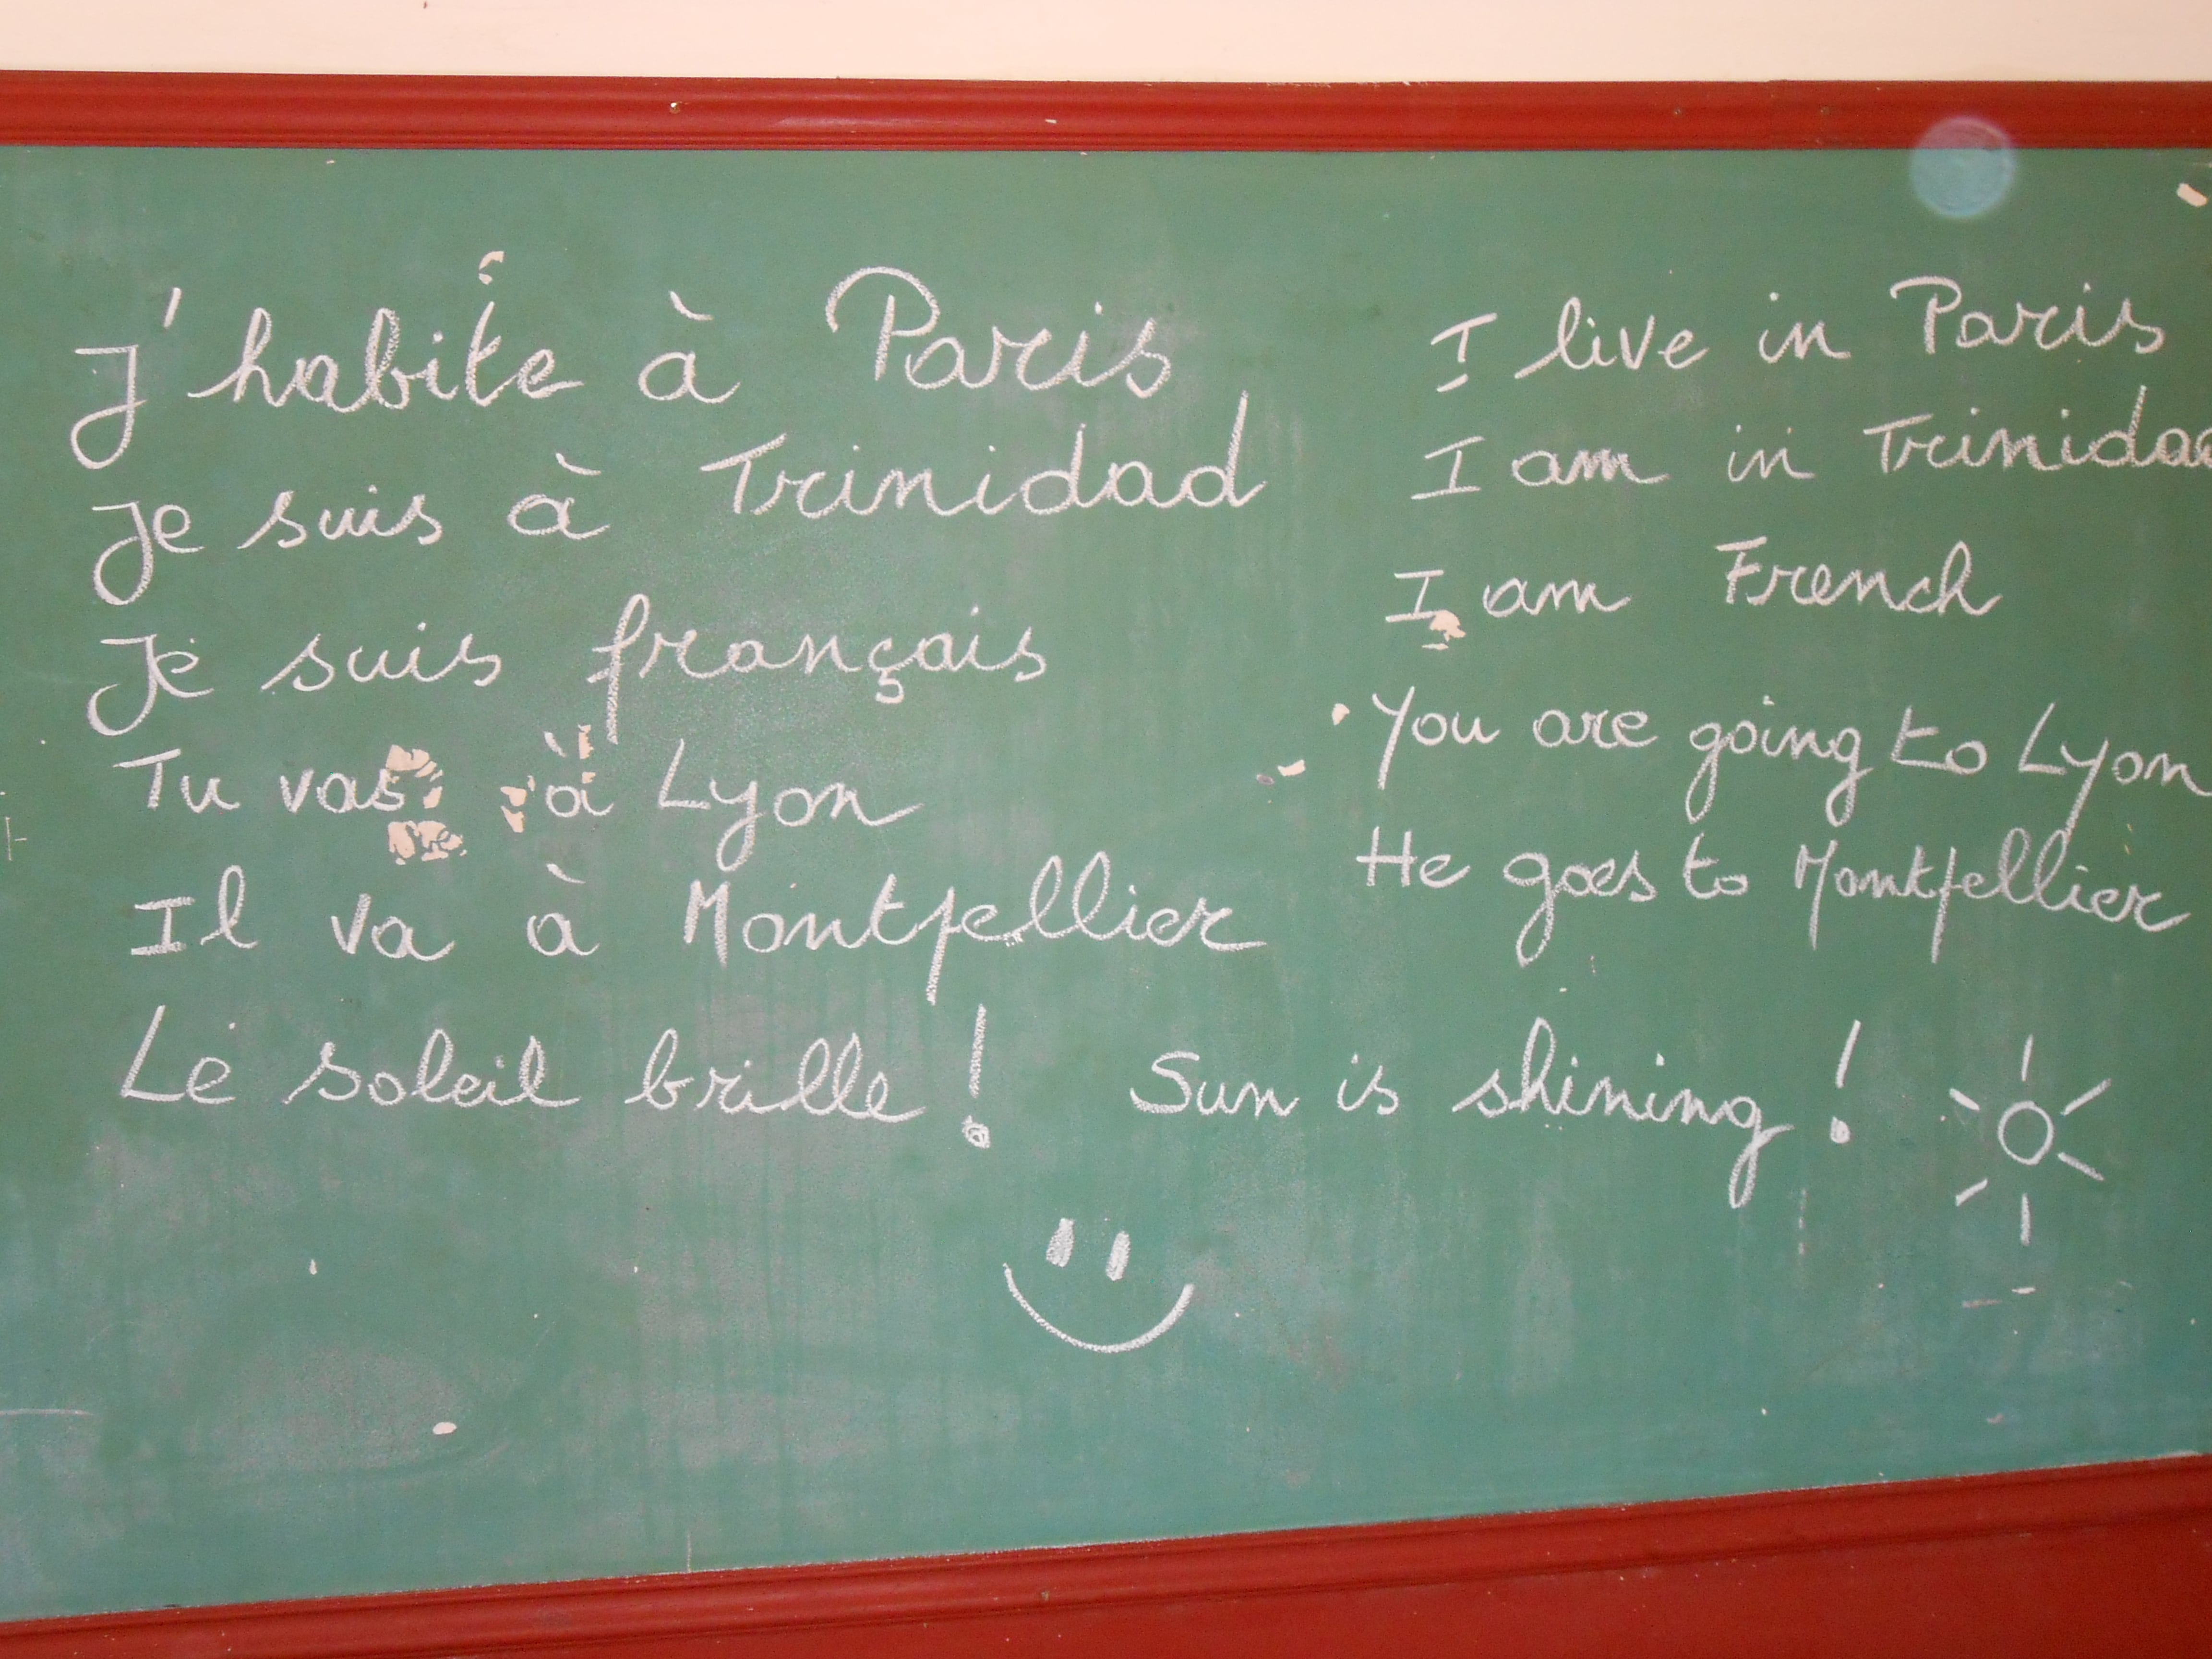 J'habite à Paris
Je suis à Trinidad
Je suis français
Tu vas à Lyon
Il va à Montpellier
Le soleil brille !
I live in Paris
I am in Trinidad
I am French
You are going to Lyon
He goes to Montpellier
Sun is shining !